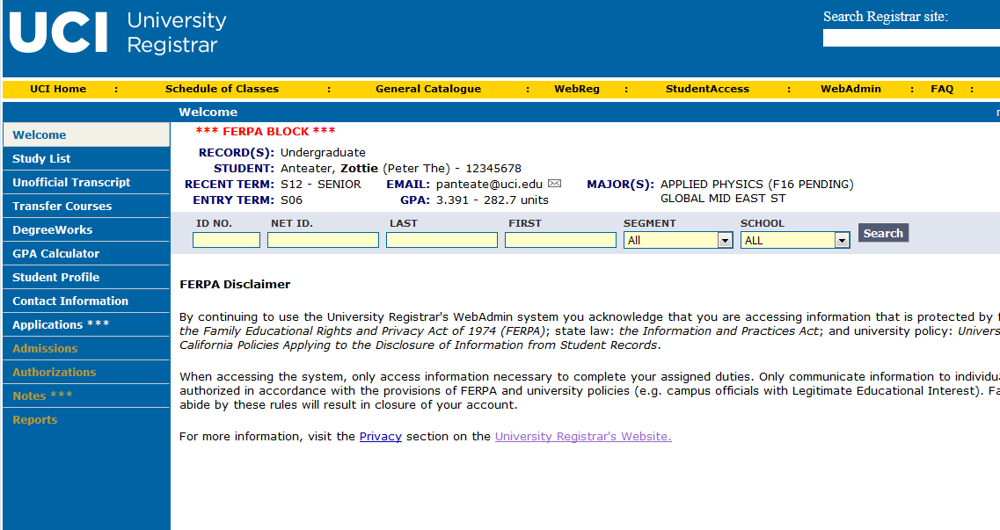 UCI University
Registrar
Search Registrar site:
UCI Home : Schedule of Classes : General Catalogue : WebReg : StudentAccess : WebAdmin : FAQ :
Welcome
Welcome
Study List
Unofficial Transcript
Transfer Courses
DegreeWorks
GPA Calculator
Student Profile
Contact Information
Applications ***
Admissions
Authorizations
Notes ***
Reports
*** FERPA BLOCK ***
RECORD(S): Undergraduate
STUDENT: Anteater, Zottie (Peter The) - 12345678
RECENT TERM: S12 - SENIOR EMAIL: panteate@uci.edu MAJOR(S): APPLIED PHYSICS (F16 PENDING)
ENTRY TERM: S06 GPA: 3.391 - 282.7 units GLOBAL MID EAST ST
ID NO. NET ID. LAST FIRST SEGMENT SCHOOL
All ALL Search
FERPA Disclaimer
By continuing to use the University Registrar's WebAdmin system you acknowledge that you are accessing information that is protected by
the Family Educational Rights and Privacy Act of 1974 (FERPA); state law: the Information and Practices Act; and university policy: Univers
California Policies Applying to the Disclosure of Information from Student Records.
When accessing the system, only access information necessary to complete your assigned duties. Only communicate information to individu
authorized in accordance with the provisions of FERPA and university policies (e.g. campus officials with Legitimate Educational Interest). Fa
abide by these rules will result in closure of your account.
For more information, visit the Privacy section on the University Registrar's Website.